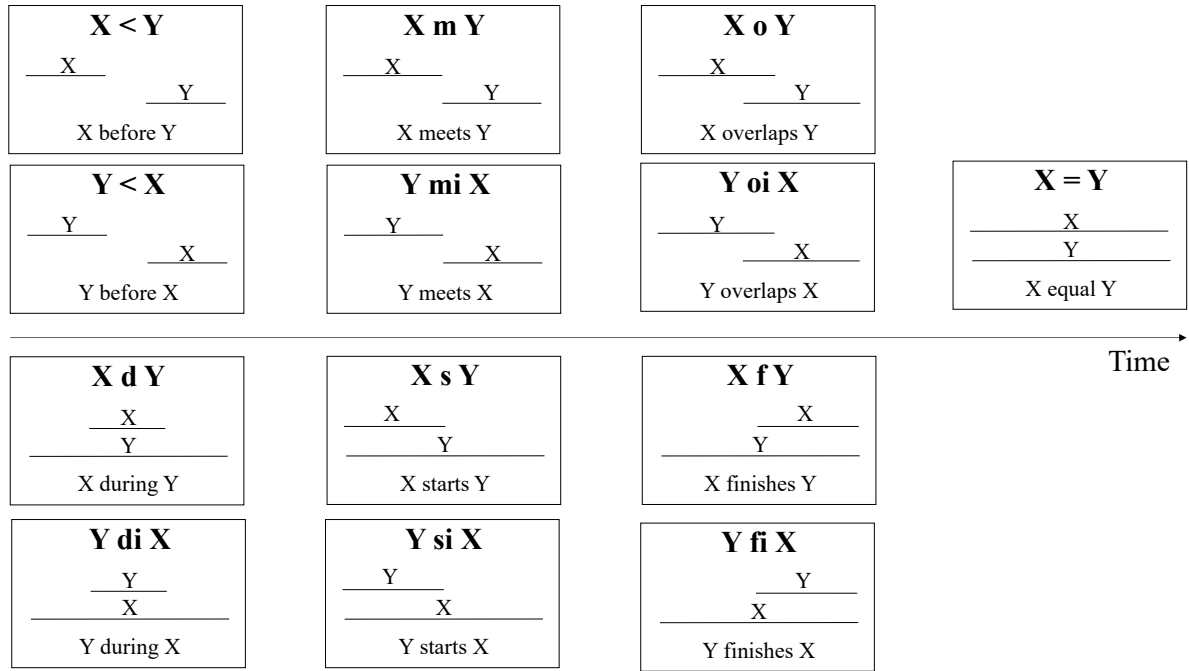 X < Y
X
Y
X before Y
X m Y
X
Y
X meets Y
X o Y
X
Y
X overlaps Y
Y < X
Y
X
Y before X
Y mi X
Y
X
Y meets X
Y oi X
Y
X
Y overlaps X
X = Y
X
Y
X equal Y
Time
X d Y
X
Y
X during Y
X s Y
X
Y
X starts Y
X f Y
X
Y
X finishes Y
Y di X
Y
X
Y during X
Y si X
Y
X
Y starts X
Y fi X
Y
X
Y finishes X